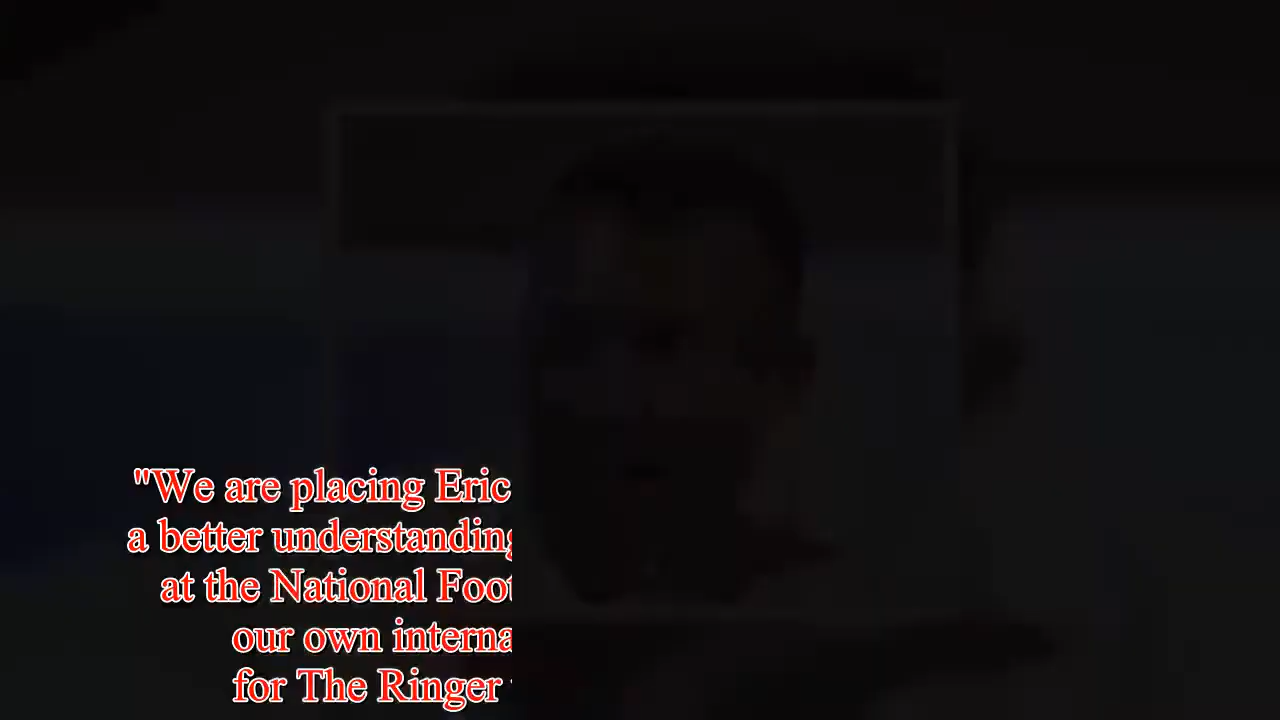 "We are placing Eric
a better understanding
at the National Foot
our own interna
for The Ringer